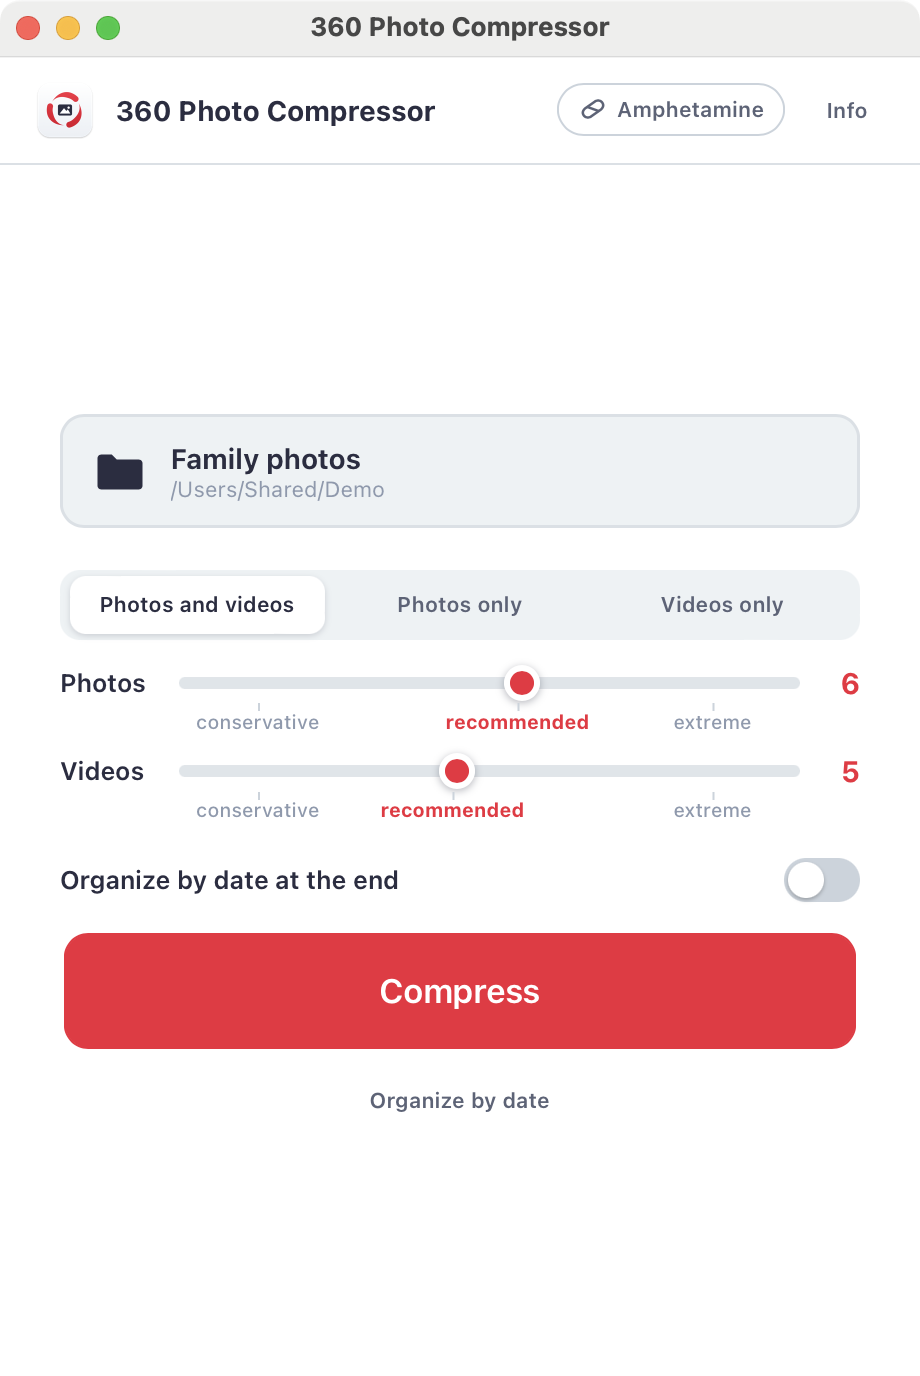 360 Photo Compressor
360 Photo Compressor
Amphetamine
Info
Family photos
/Users/Shared/Demo
Photos and videos
Photos only
Videos only
Photos
6
conservative
recommended
extreme
Videos
5
conservative
recommended
extreme
Organize by date at the end
Compress
Organize by date